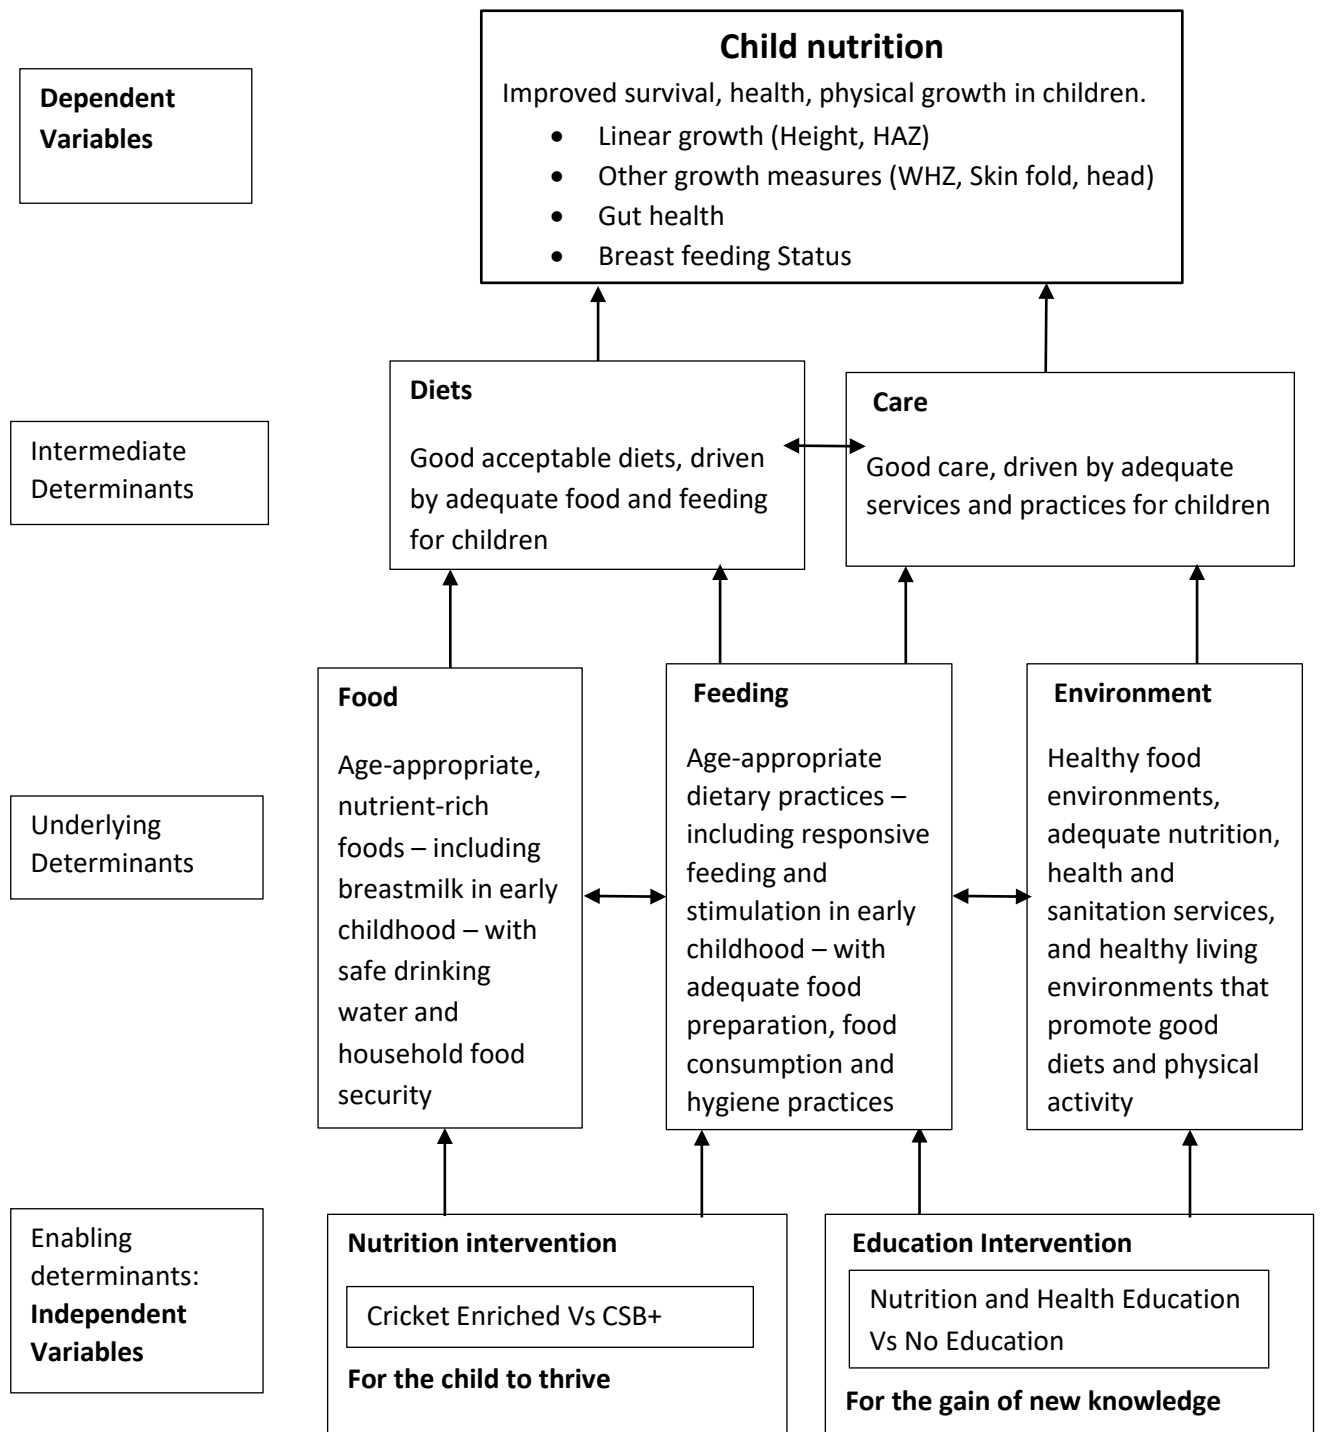 Child nutrition
Improved survival, health, physical growth in children.
• Linear growth (Height, HAZ)
• Other growth measures (WHZ, Skin fold, head)
• Gut health
• Breast feeding Status
Dependent
Variables
Diets
Good acceptable diets, driven
by adequate food and feeding
for children
Care
Good care, driven by adequate
services and practices for children
Intermediate
Determinants
Food
Age-appropriate,
nutrient-rich
foods – including
breastmilk in early
childhood – with
safe drinking
water and
household food
security
Feeding
Age-appropriate
dietary practices –
including responsive
feeding and
stimulation in early
childhood – with
adequate food
preparation, food
consumption and
hygiene practices
Environment
Healthy food
environments,
adequate nutrition,
health and
sanitation services,
and healthy living
environments that
promote good
diets and physical
activity
Underlying
Determinants
Enabling
determinants:
Independent
Variables
Nutrition intervention
Cricket Enriched Vs CSB+
For the child to thrive
Education Intervention
Nutrition and Health Education
Vs No Education
For the gain of new knowledge